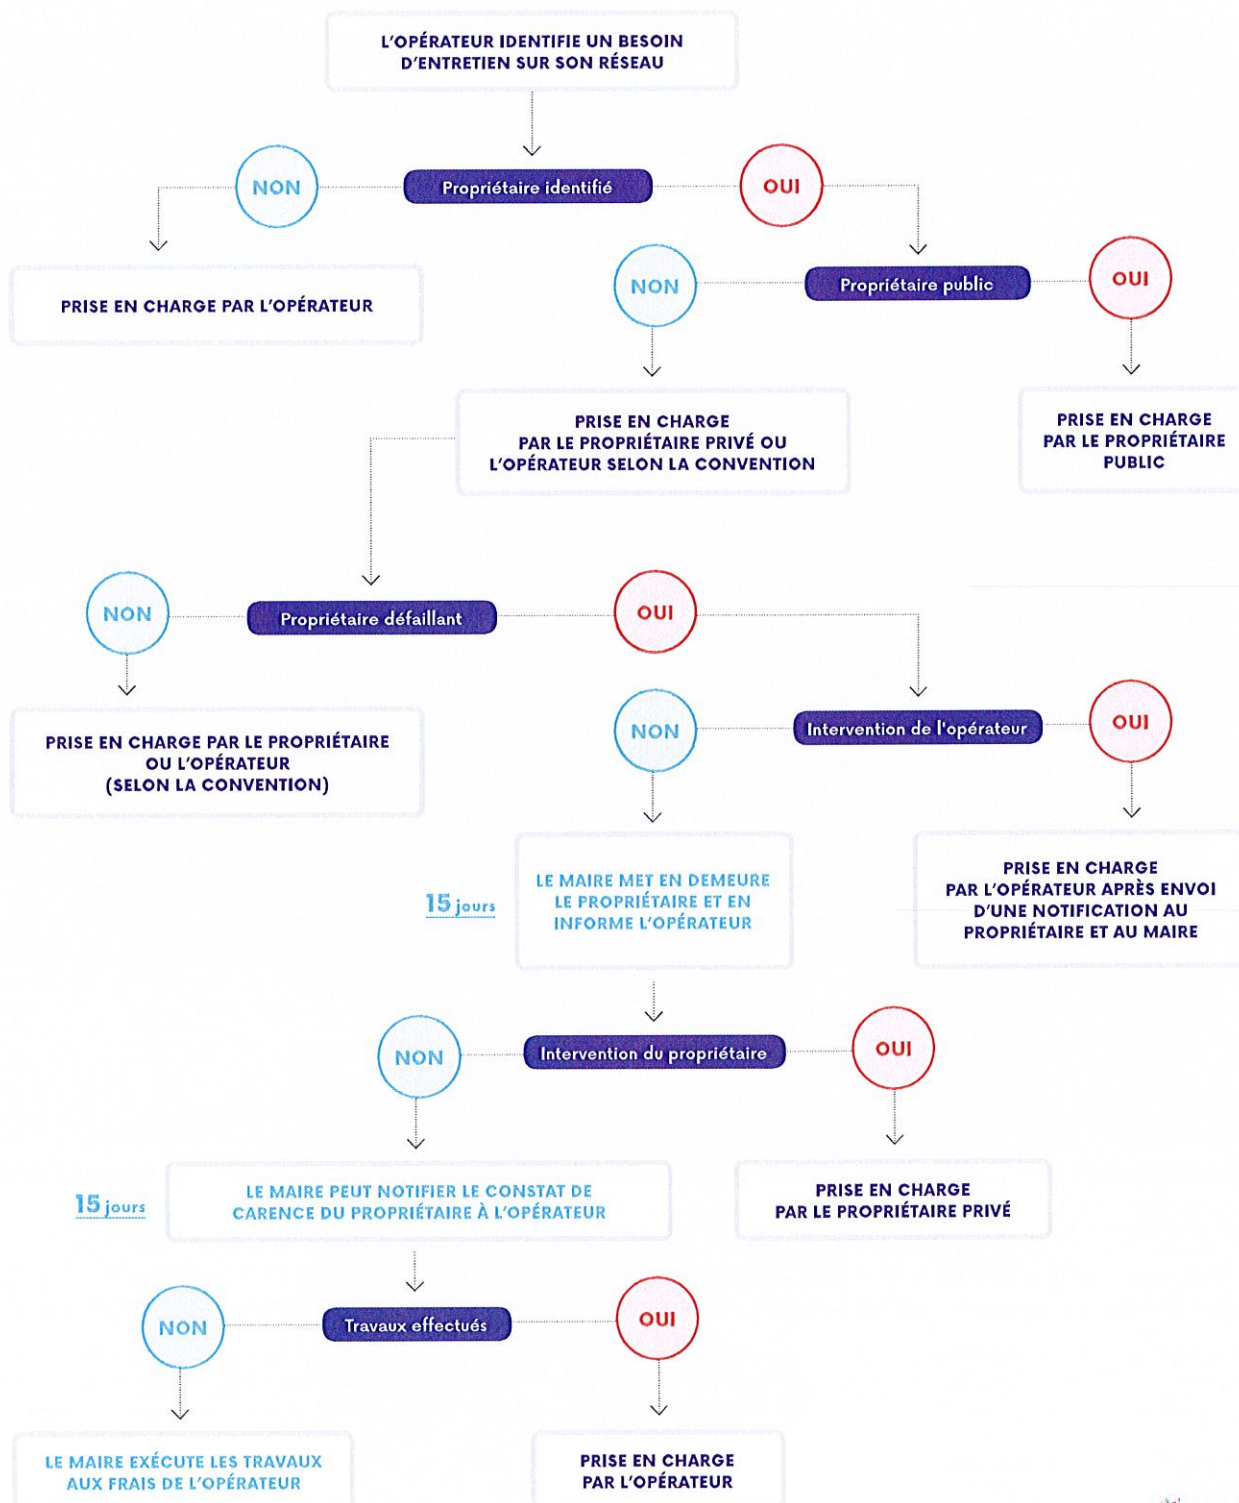 L'OPÉRATEUR IDENTIFIE UN BESOIN
D'ENTRETIEN SUR SON RÉSEAU
NON
Propriétaire identifié
OUI
PRISE EN CHARGE PAR L'OPÉRATEUR
NON
Propriétaire public
OUI
PRISE EN CHARGE
PAR LE PROPRIÉTAIRE PRIVÉ OU
L'OPÉRATEUR SELON LA CONVENTION
PRISE EN CHARGE
PAR LE PROPRIÉTAIRE
PUBLIC
NON
Propriétaire défaillant
OUI
PRISE EN CHARGE PAR LE PROPRIÉTAIRE
OU L'OPÉRATEUR
(SELON LA CONVENTION)
NON
Intervention de l'opérateur
OUI
15 jours
LE MAIRE MET EN DEMEURE
LE PROPRIÉTAIRE ET EN
INFORME L'OPÉRATEUR
PRISE EN CHARGE
PAR L'OPÉRATEUR APRÈS ENVOI
D'UNE NOTIFICATION AU
PROPRIÉTAIRE ET AU MAIRE
NON
Intervention du propriétaire
OUI
15 jours
LE MAIRE PEUT NOTIFIER LE CONSTAT DE
CARENCE DU PROPRIÉTAIRE À L'OPÉRATEUR
PRISE EN CHARGE
PAR LE PROPRIÉTAIRE PRIVÉ
NON
Travaux effectués
OUI
LE MAIRE EXÉCUTE LES TRAVAUX
AUX FRAIS DE L'OPÉRATEUR
PRISE EN CHARGE
PAR L'OPÉRATEUR